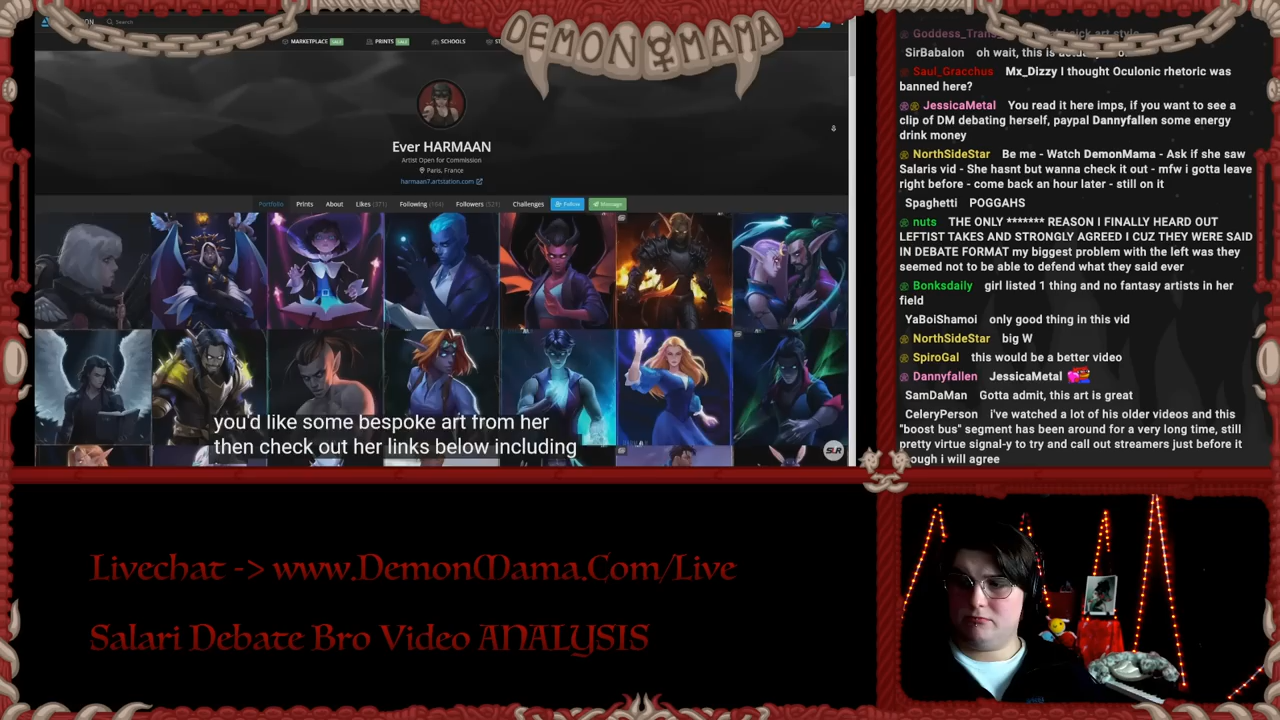 Search
MARKETPLACE SALE
PRINTS SALE
SCHOOLS
DEMON MAMA
Ever HARMAAN
Artist Open for Commission
Paris, France
harmaan7.artstation.com
Portfolio Prints About Likes (371) Following Followers (521) Challenges Follow Message
you'd like some bespoke art from her
then check out her links below including
SLR
SirBabalon oh wait, this is
Saul_Gracchus Mx_Dizzy I thought Oculonic rhetoric was
banned here?
JessicaMetal You read it here imps, if you want to see a
clip of DM debating herself, paypal Dannyfallen some energy
drink money
NorthSideStar Be me - Watch DemonMama - Ask if she saw
Salaris vid - She hasnt but wanna check it out - mfw i gotta leave
right before - come back an hour later - still on it
Spaghetti POGGAHS
nuts THE ONLY ******* REASON I FINALLY HEARD OUT
LEFTIST TAKES AND STRONGLY AGREED I CUZ THEY WERE SAID
IN DEBATE FORMAT my biggest problem with the left was they
seemed not to be able to defend what they said ever
Bonksdaily girl listed 1 thing and no fantasy artists in her
field
YaBoiShamoi only good thing in this vid
NorthSideStar big W
SpiroGal this would be a better video
Dannyfallen JessicaMetal
SamDaMan Gotta admit, this art is great
CeleryPerson i've watched a lot of his older videos and this
"boost bus" segment has been around for a very long time, still
pretty virtue signal-y to try and call out streamers just before it
though i will agree
Livechat -> www.DemonMama.Com/Live
Salari Debate Bro Video ANALYSIS